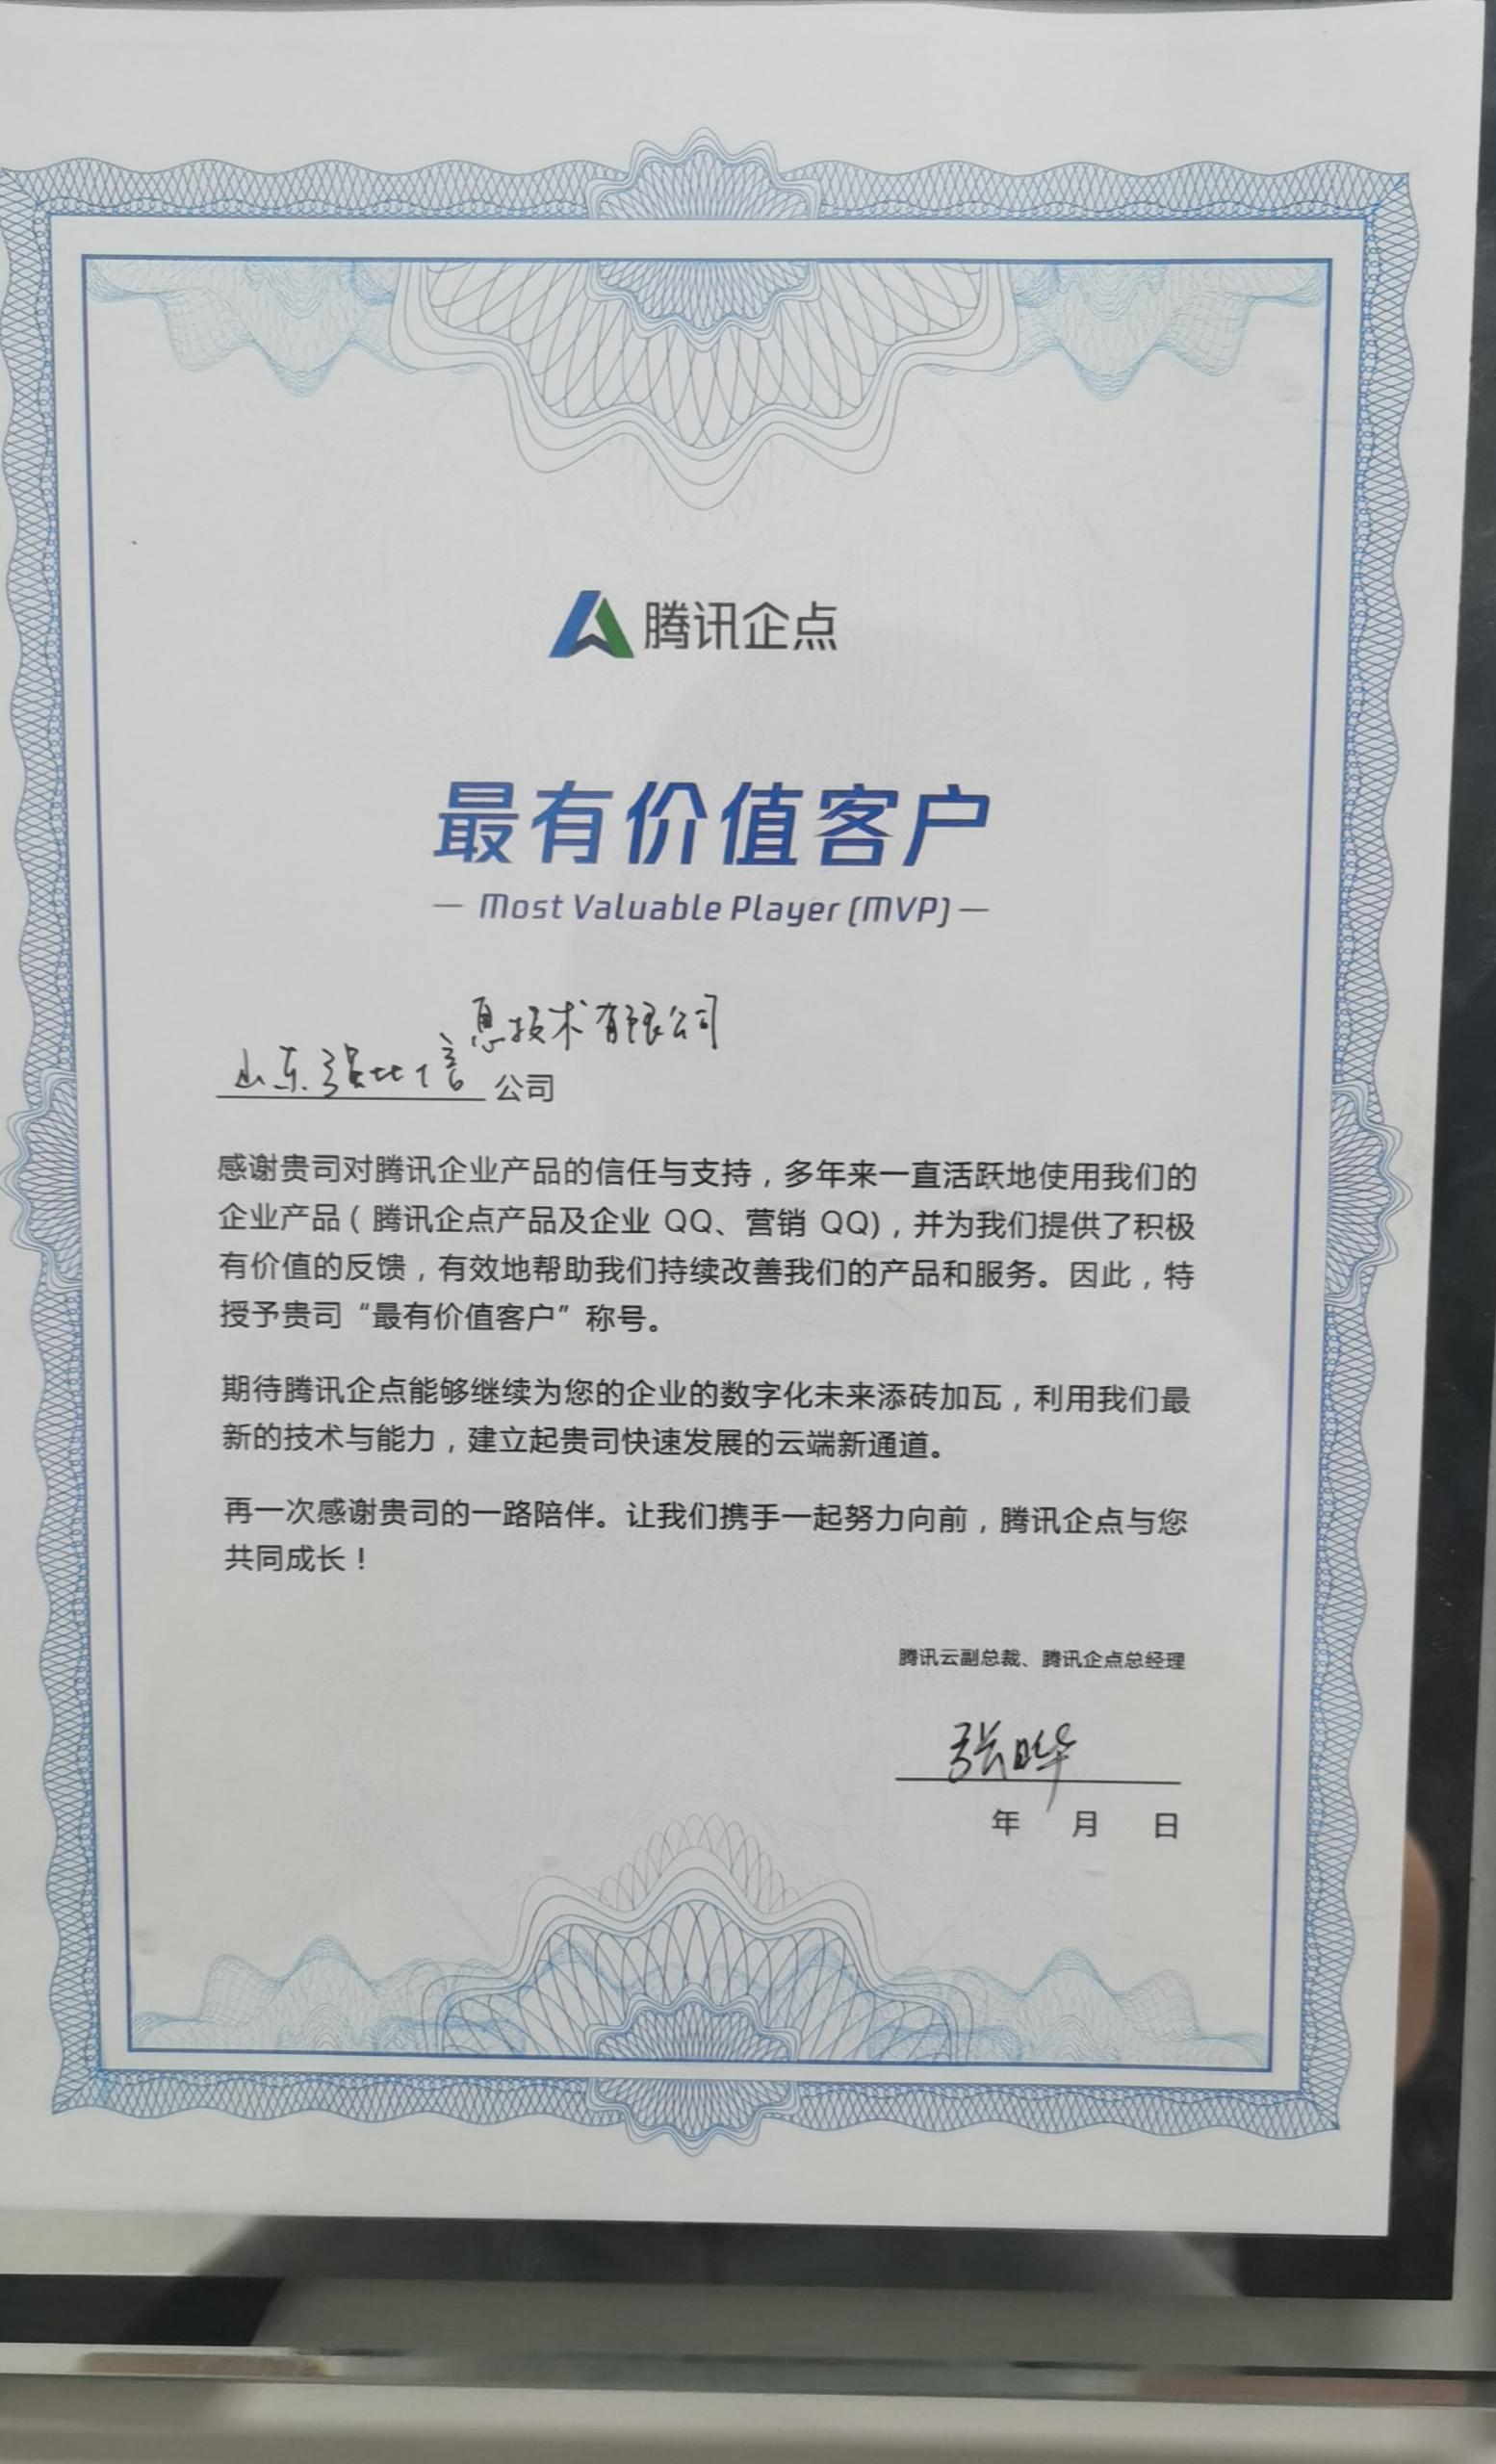 腾讯企点
最有价值客户
— Most Valuable Player (MVP) —
息技术有限公司
山东强比信 公司
感谢贵司对腾讯企业产品的信任与支持，多年来一直活跃地使用我们的
企业产品（腾讯企点产品及企业 QQ、营销 QQ)，并为我们提供了积极
有价值的反馈，有效地帮助我们持续改善我们的产品和服务。因此，特
授予贵司“最有价值客户”称号。
期待腾讯企点能够继续为您的企业的数字化未来添砖加瓦，利用我们最
新的技术与能力，建立起贵司快速发展的云端新通道。
再一次感谢贵司的一路陪伴。让我们携手一起努力向前，腾讯企点与您
共同成长！
腾讯云副总裁、腾讯企点总经理
张晔
年 月 日